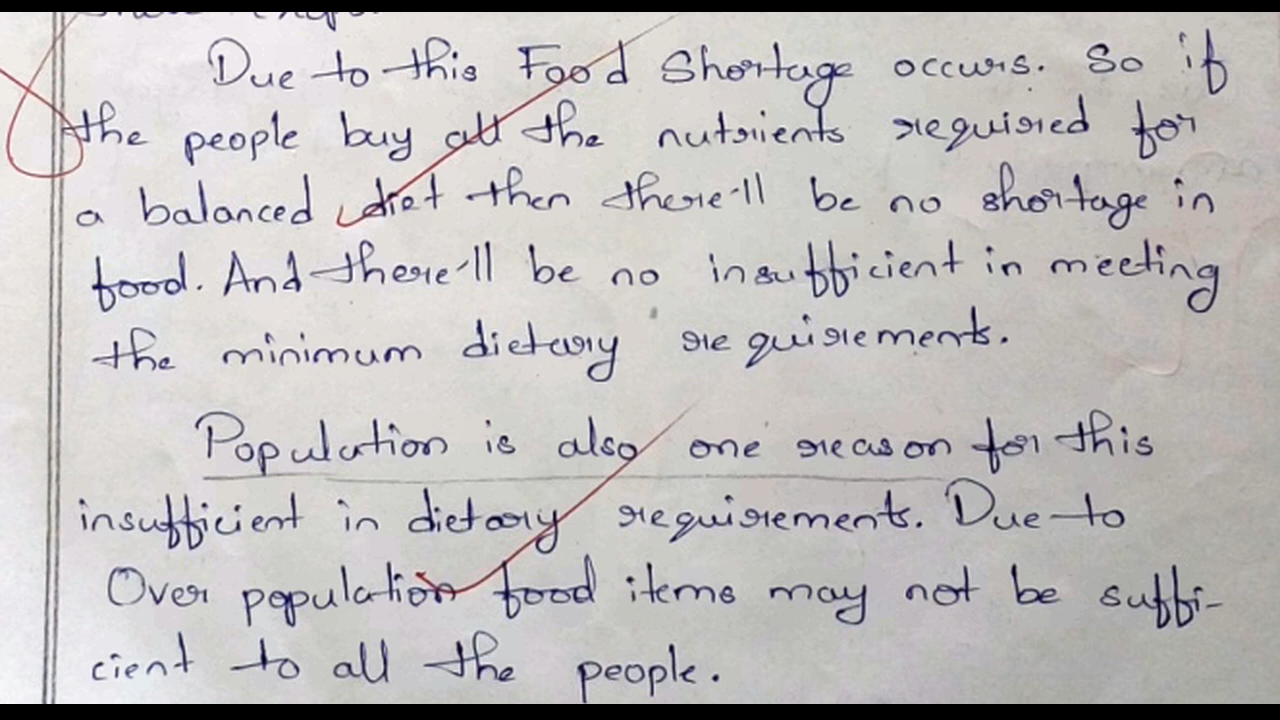 Due to this Food Shortage occurs. So if
the people buy all the nutrients required for
a balanced diet then there'll be no shortage in
food. And there'll be no insufficient in meeting
the minimum dietary requirements.
Population is also one reason for this
insufficient in dietary requirements. Due to
Over population food items may not be suffi-
cient to all the people.